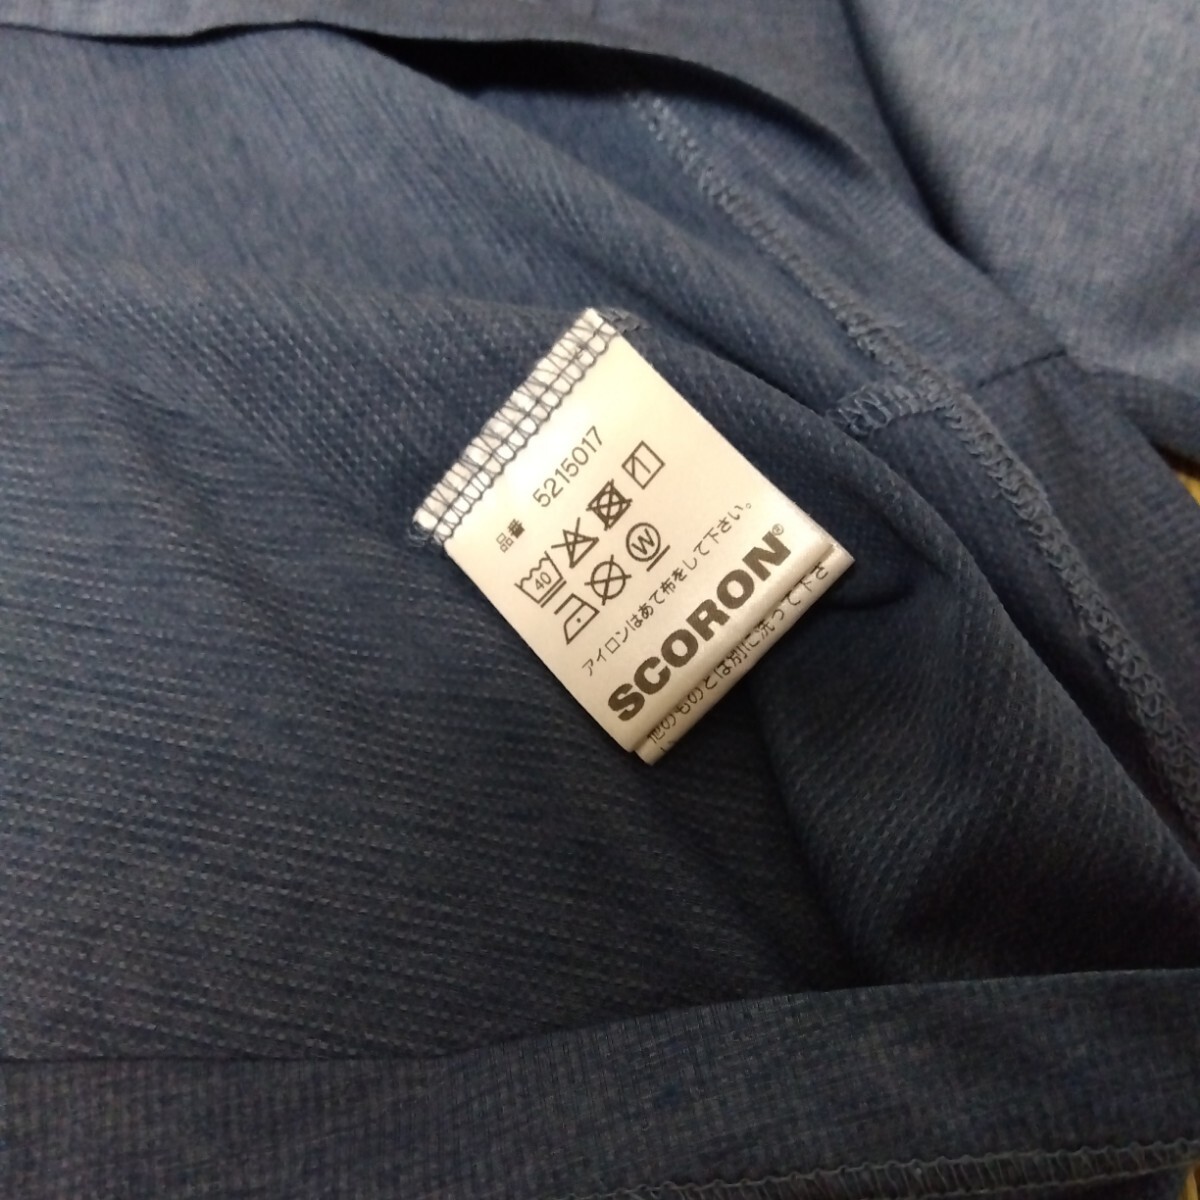 品番 5215017
40
W
アイロンはあて布をして下さい。
SCORON®
他のものとは別に洗って下さ